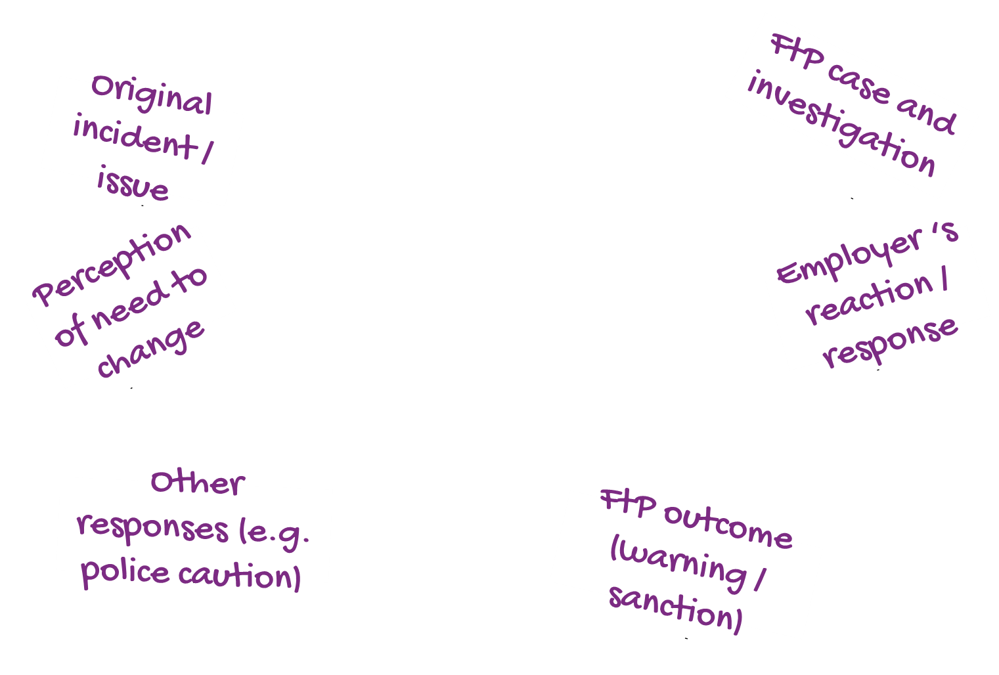 Original
incident /
issue
Perception
of need to
change
Other
responses (e.g.
police caution)
FtP case and
investigation
Employer 's
reaction /
response
FtP outcome
(warning /
sanction)